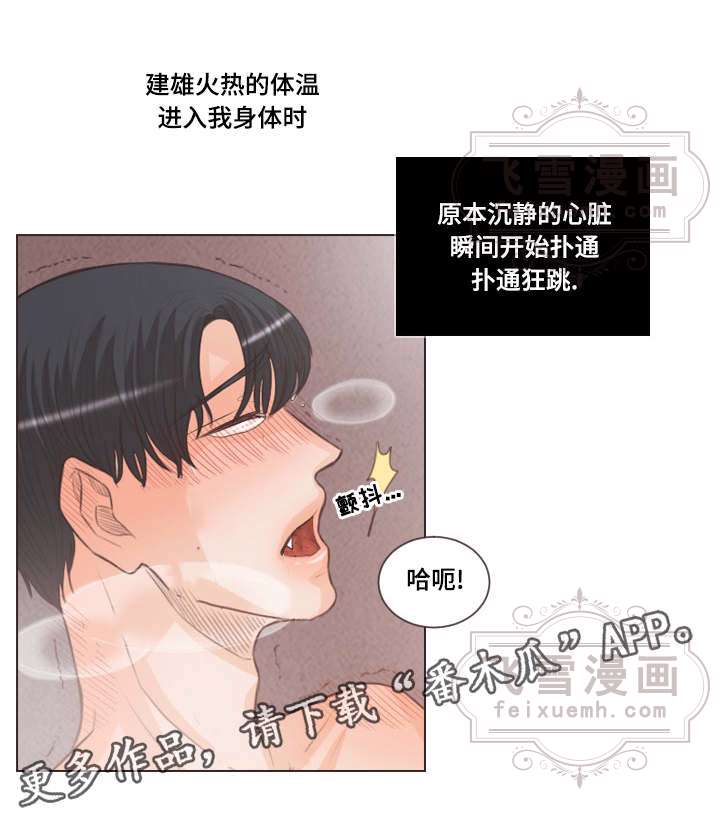 建雄火热的体温
进入我身体时
飞雪漫画
原本沉静的心脏
瞬间开始扑通
扑通狂跳.
颤抖...
哈呃!
飞雪漫画
feixuemh.com
更多作品，请下载“番木瓜”APP。